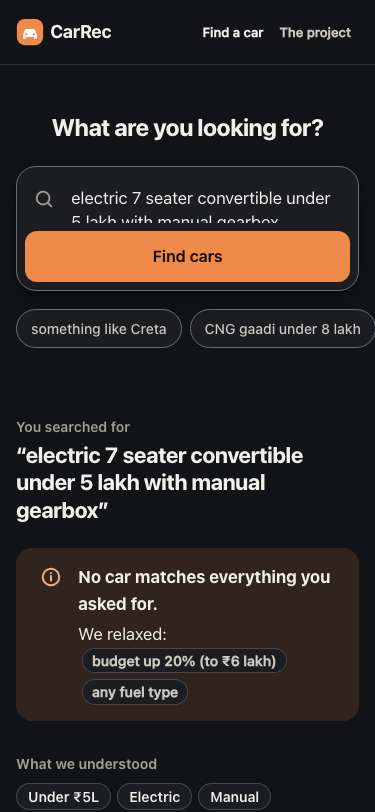 CarRec
Find a car
The project
What are you looking for?
electric 7 seater convertible under
5 lakh with manual gearbox
Find cars
something like Creta
CNG gaadi under 8 lakh
You searched for
“electric 7 seater convertible
under 5 lakh with manual
gearbox”
No car matches everything you
asked for.
We relaxed:
budget up 20% (to ₹6 lakh)
any fuel type
What we understood
Under ₹5L
Electric
Manual